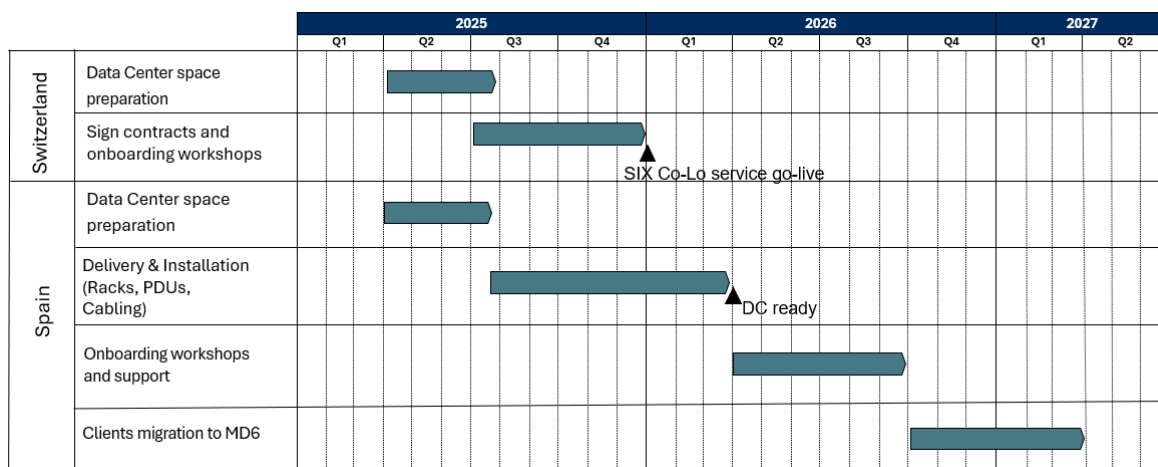 2025 2026 2027
Q1 Q2 Q3 Q4 Q1 Q2 Q3 Q4 Q1 Q2
Switzerland
Data Center space
preparation
Sign contracts and
onboarding workshops
SIX Co-Lo service go-live
Spain
Data Center space
preparation
Delivery & Installation
(Racks, PDUs,
Cabling)
DC ready
Onboarding workshops
and support
Clients migration to MD6